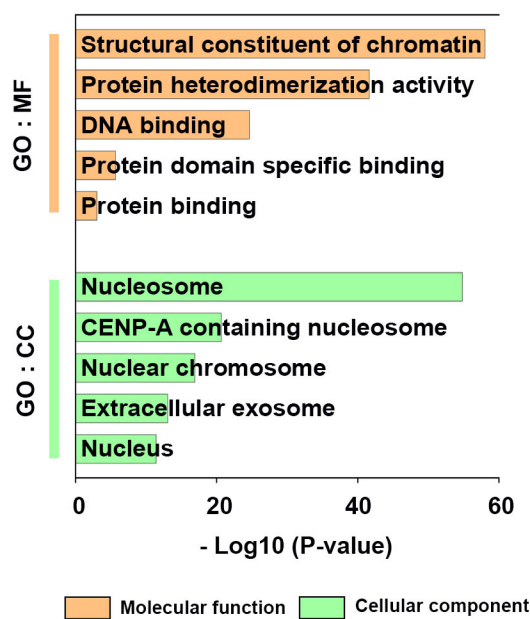 GO : MF
Structural constituent of chromatin
Protein heterodimerization activity
DNA binding
Protein domain specific binding
Protein binding
GO : CC
Nucleosome
CENP-A containing nucleosome
Nuclear chromosome
Extracellular exosome
Nucleus
0 20 40 60
- Log10 (P-value)
Molecular function Cellular component